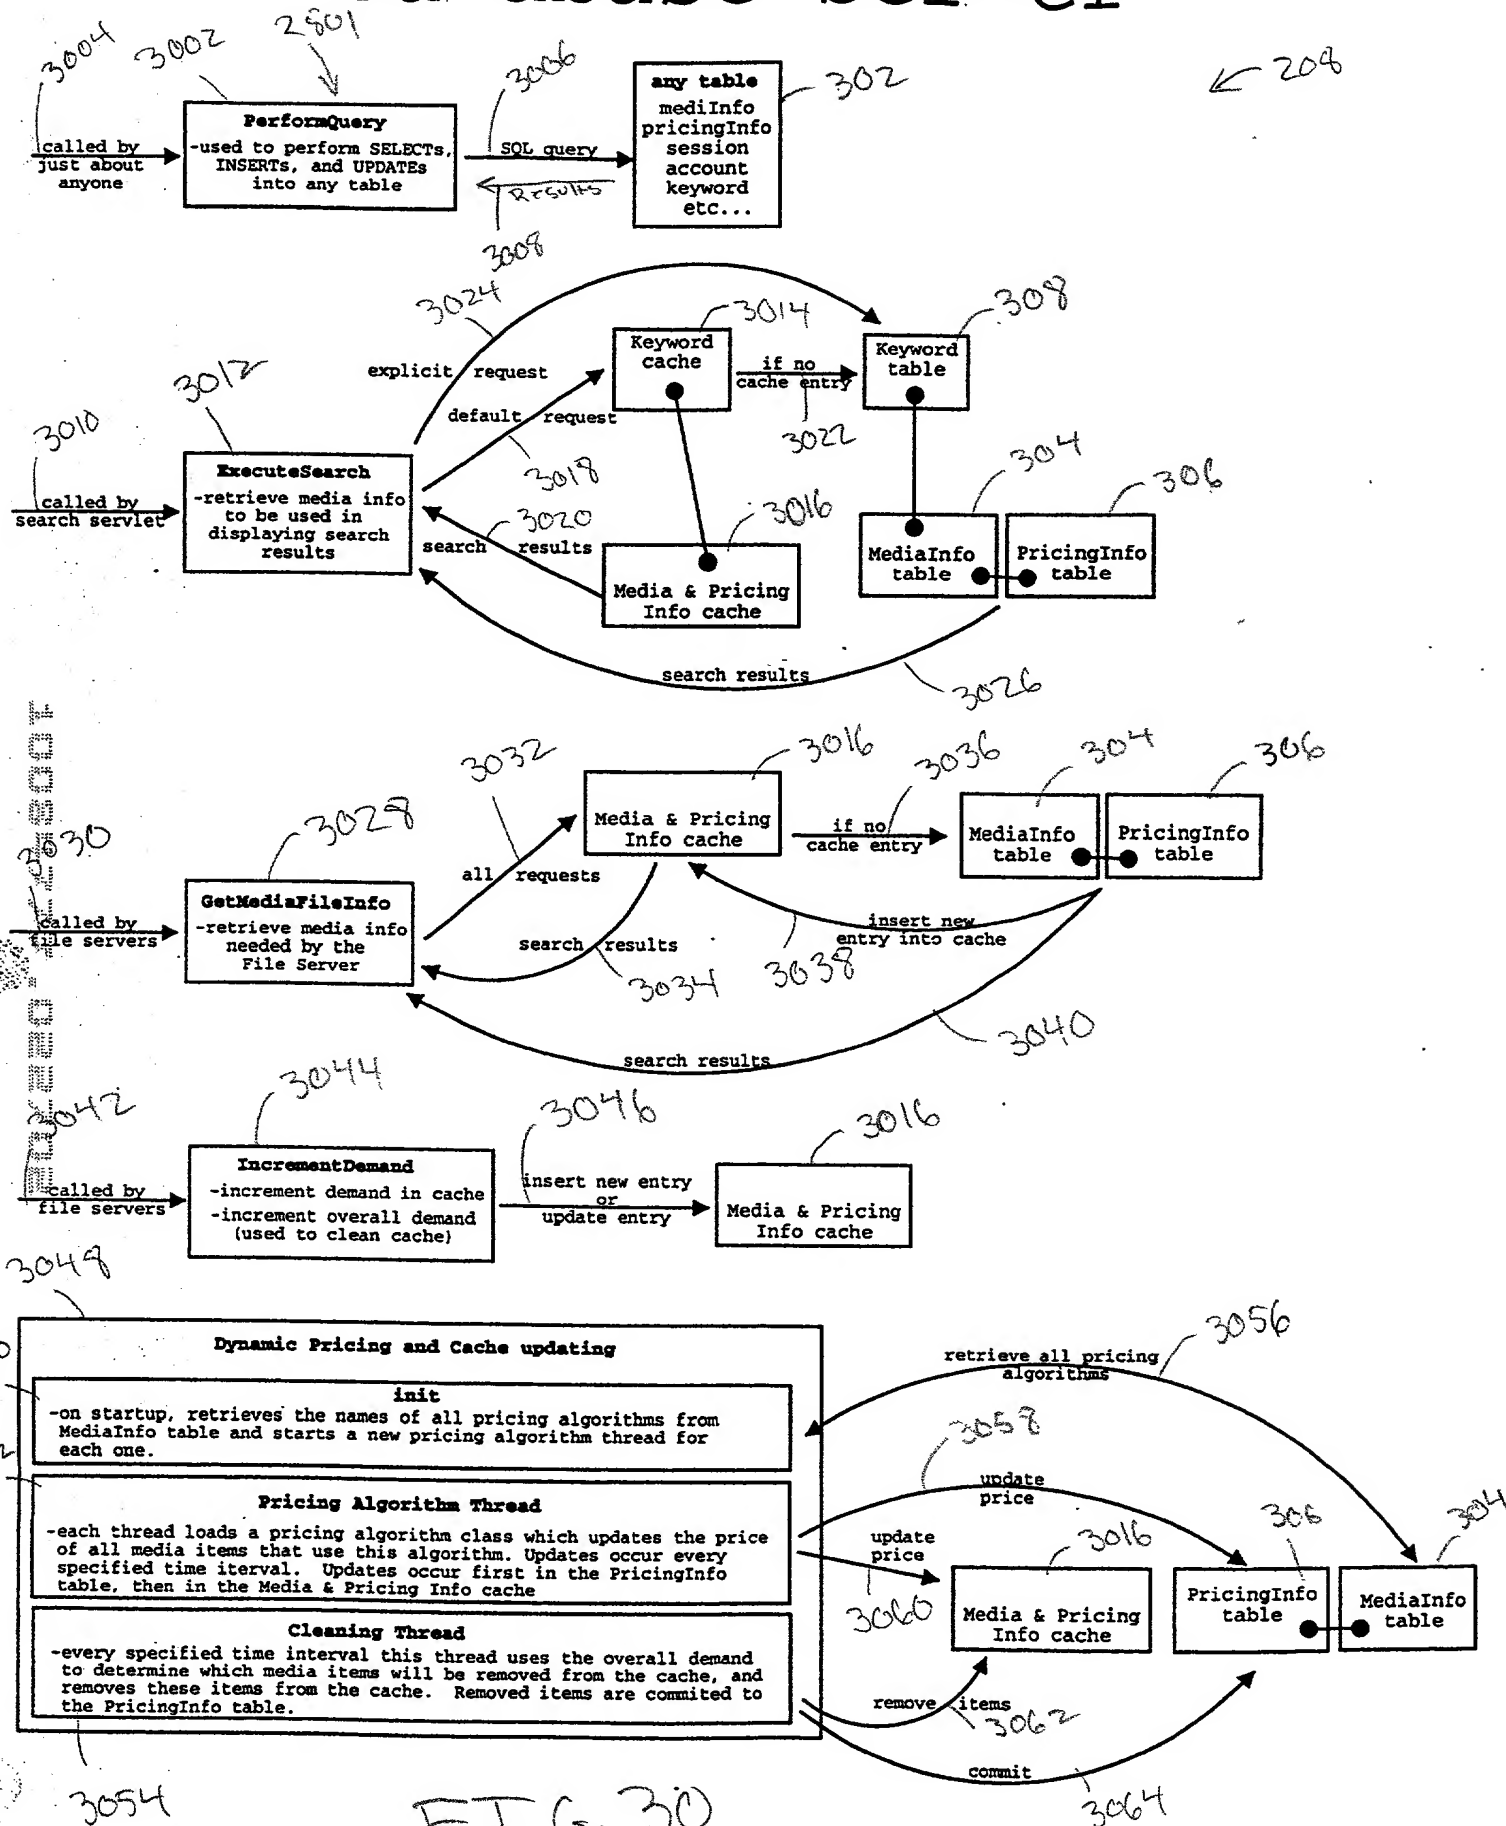 3004
3002
2801
3006
302
208
called by
just about
anyone
PerformQuery
-used to perform SELECTs,
INSERTs, and UPDATEs
into any table
SQL query
Results
3008
any table
mediInfo
pricingInfo
session
account
keyword
etc...
3024
3014
308
explicit request
Keyword
cache
if no
cache entry
3022
Keyword
table
default request
3018
3012
3010
called by
search servlet
ExecuteSearch
-retrieve media info
to be used in
displaying search
results
3020
search results
3016
Media & Pricing
Info cache
304
306
MediaInfo
table
PricingInfo
table
search results
3026
3032
3016
3036
304
306
3028
3030
called by
file servers
GetMediaFileInfo
-retrieve media info
needed by the
File Server
all requests
Media & Pricing
Info cache
if no
cache entry
MediaInfo
table
PricingInfo
table
search results
3034
insert new
entry into cache
3038
search results
3040
3042
3044
3046
3016
called by
file servers
IncrementDemand
-increment demand in cache
-increment overall demand
(used to clean cache)
insert new entry
or
update entry
Media & Pricing
Info cache
3048
Dynamic Pricing and Cache updating
init
-on startup, retrieves the names of all pricing algorithms from
MediaInfo table and starts a new pricing algorithm thread for
each one.
Pricing Algorithm Thread
-each thread loads a pricing algorithm class which updates the price
of all media items that use this algorithm. Updates occur every
specified time iterval. Updates occur first in the PricingInfo
table, then in the Media & Pricing Info cache
Cleaning Thread
-every specified time interval this thread uses the overall demand
to determine which media items will be removed from the cache, and
removes these items from the cache. Removed items are commited to
the PricingInfo table.
3054
retrieve all pricing
algorithms
3056
3058
update
price
update
price
3060
3016
306
304
Media & Pricing
Info cache
PricingInfo
table
MediaInfo
table
remove items
3062
commit
3064
FIG. 30